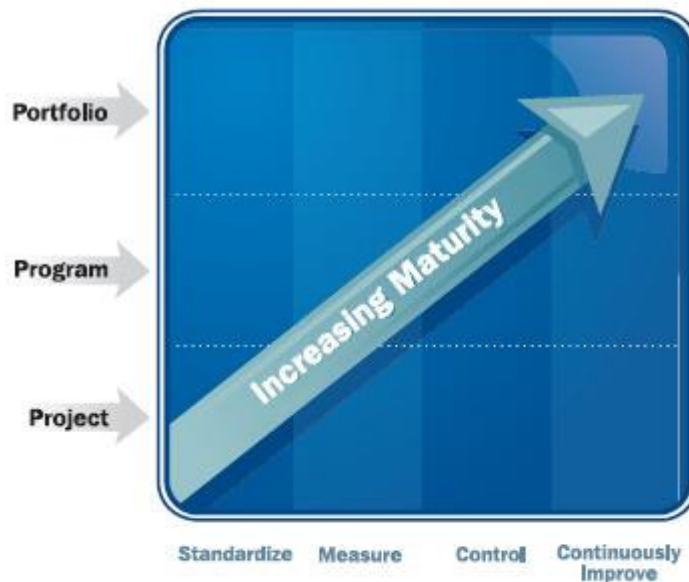 Portfolio
Program
Project
Increasing Maturity
Standardize
Measure
Control
Continuously
Improve